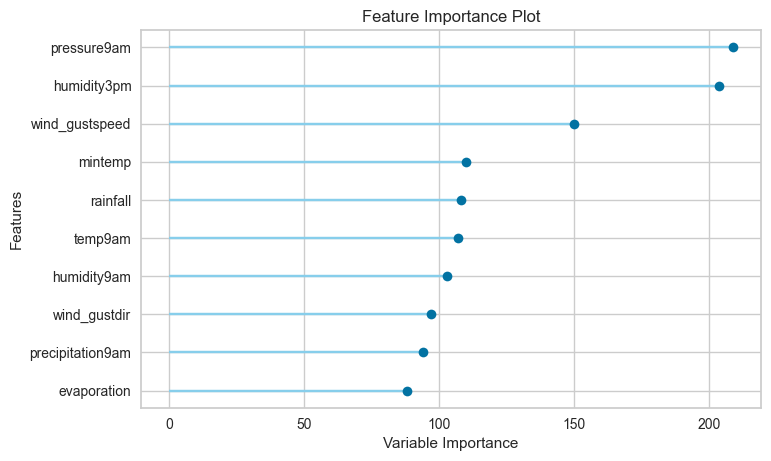 Feature Importance Plot
pressure9am
humidity3pm
wind_gustspeed
mintemp
rainfall
temp9am
humidity9am
wind_gustdir
precipitation9am
evaporation
Features
0 50 100 150 200
Variable Importance